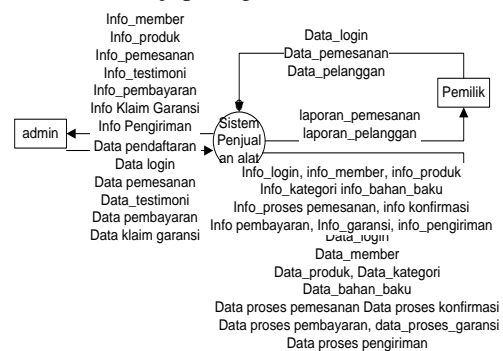 Info_member
Info_produk
Info_pemesanan
Info_testimoni
Info_pembayaran
Info Klaim Garansi
Info Pengiriman
admin
Data pendaftaran
Data login
Data pemesanan
Data_testimoni
Data pembayaran
Data klaim garansi
Sistem
Penjual
an alat
Data_login
Data_pemesanan
Data_pelanggan
Pemilik
laporan_pemesanan
laporan_pelanggan
Info_login, info_member, info_produk
Info_kategori info_bahan_baku
Info_proses pemesanan, info konfirmasi
Info pembayaran, Info_garansi, info_pengiriman
Data_login
Data_member
Data_produk, Data_kategori
Data_bahan_baku
Data proses pemesanan Data proses konfirmasi
Data proses pembayaran, data_proses_garansi
Data proses pengiriman